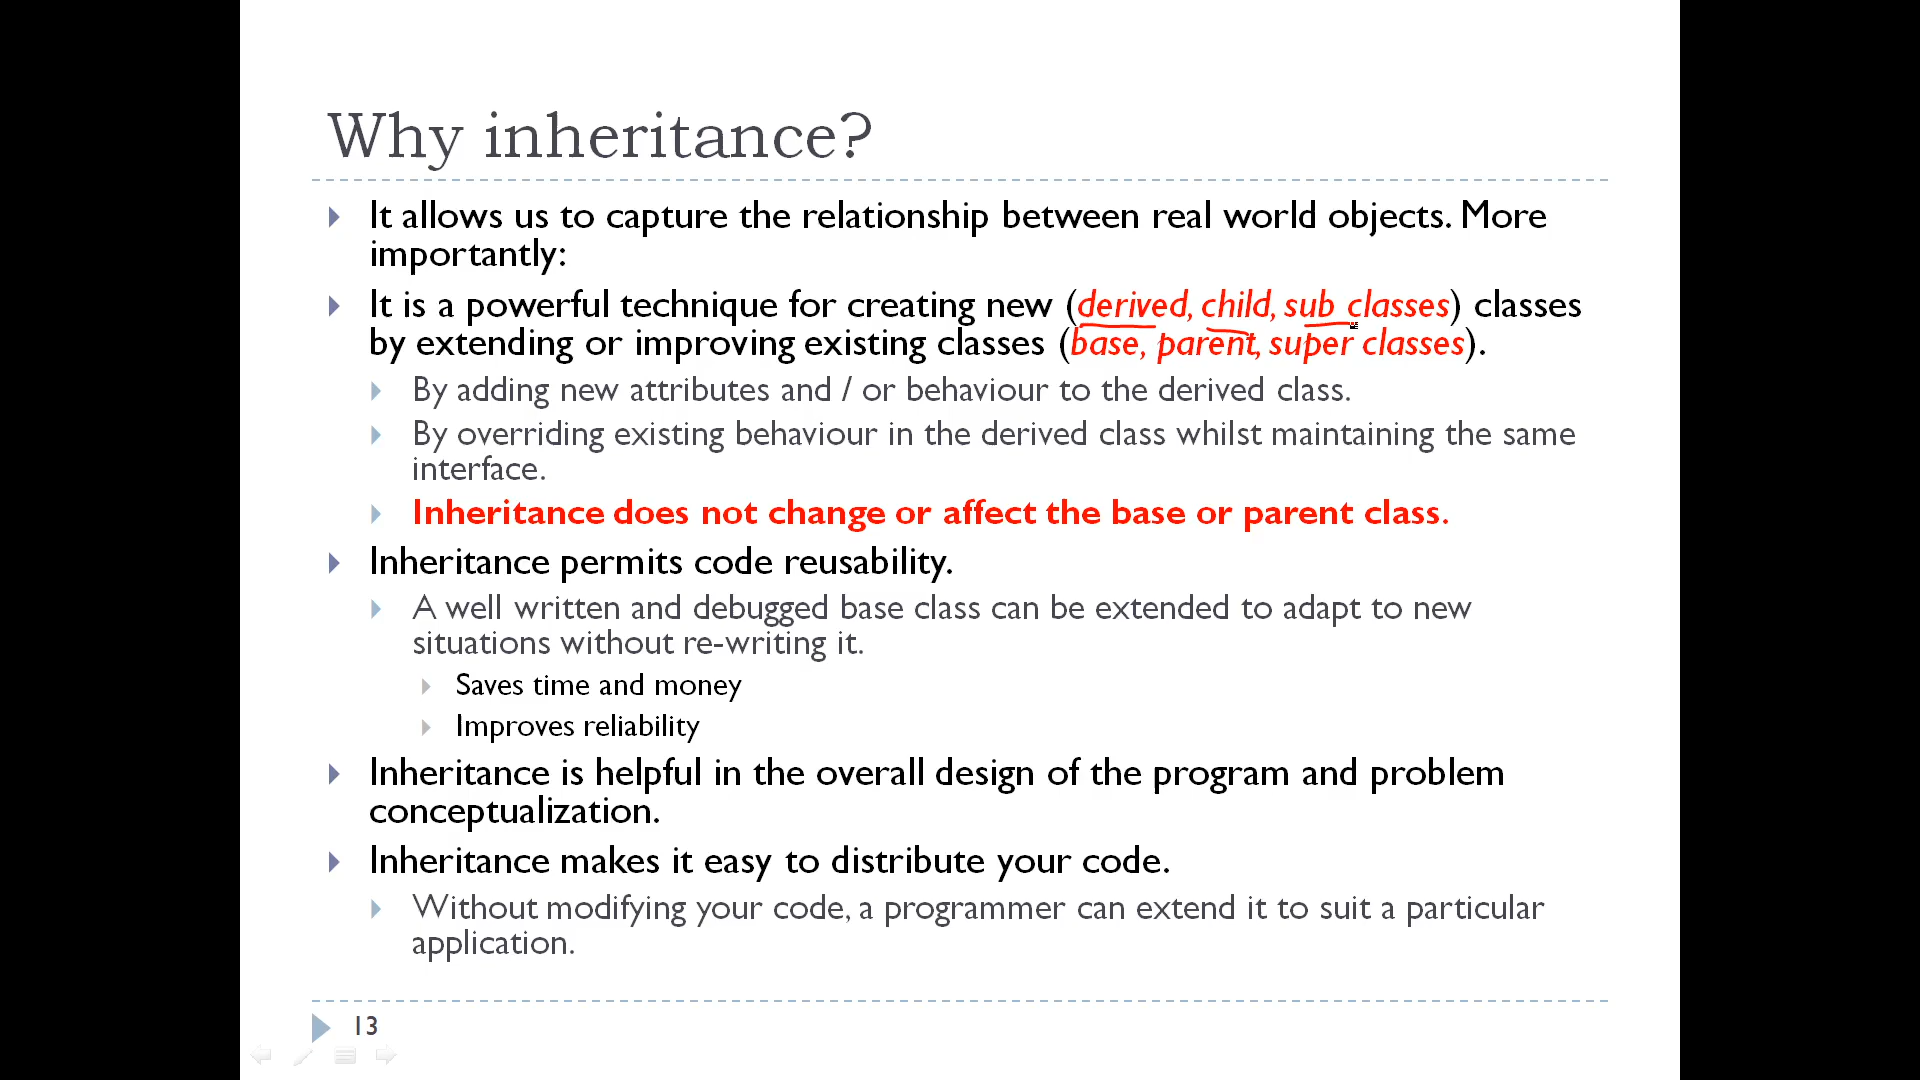 Why inheritance?
It allows us to capture the relationship between real world objects. More
importantly:
It is a powerful technique for creating new (derived, child, sub classes) classes
by extending or improving existing classes (base, parent, super classes).
By adding new attributes and / or behaviour to the derived class.
By overriding existing behaviour in the derived class whilst maintaining the same
interface.
Inheritance does not change or affect the base or parent class.
Inheritance permits code reusability.
A well written and debugged base class can be extended to adapt to new
situations without re-writing it.
Saves time and money
Improves reliability
Inheritance is helpful in the overall design of the program and problem
conceptualization.
Inheritance makes it easy to distribute your code.
Without modifying your code, a programmer can extend it to suit a particular
application.
13